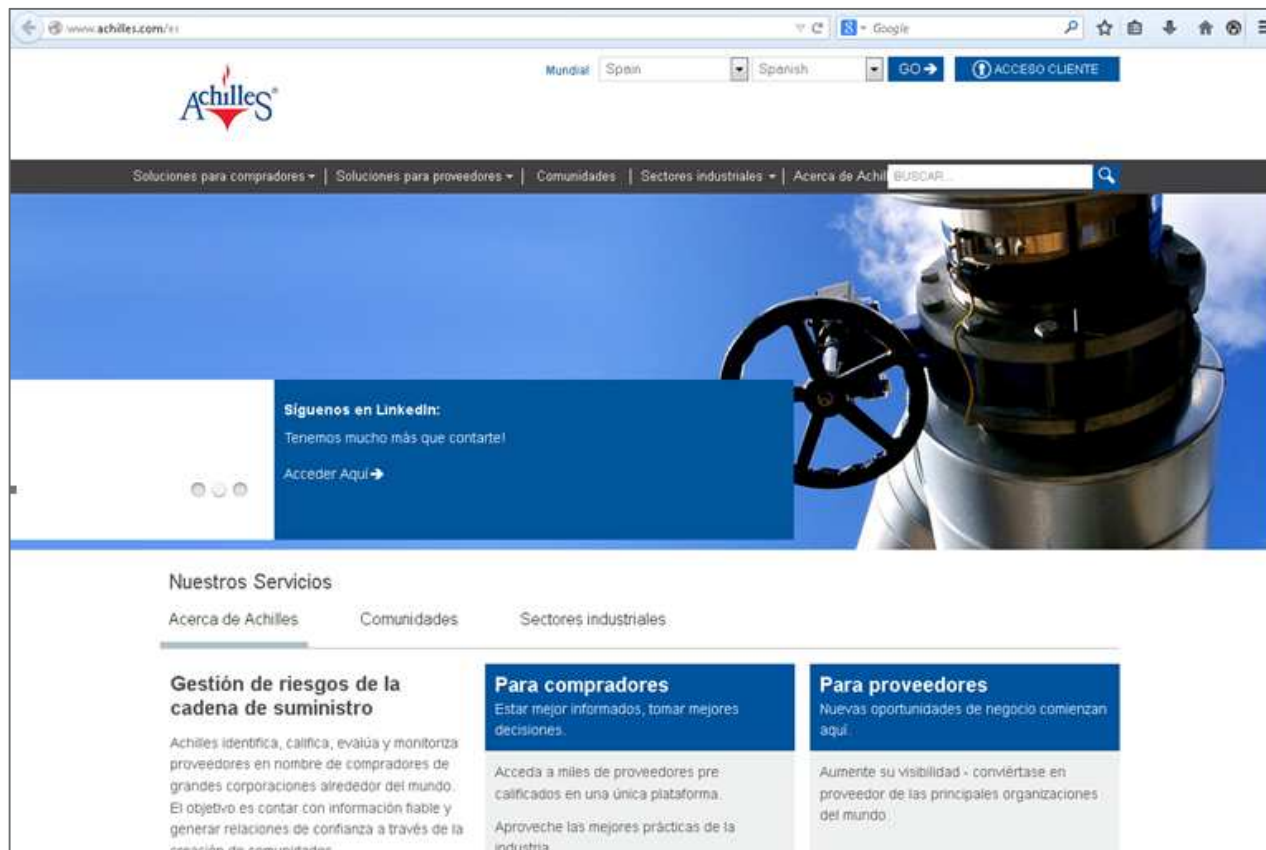 www.achilles.com/es
Google
Mundial Spain Spanish GO ACCESO CLIENTE
Achilles®
Soluciones para compradores | Soluciones para proveedores | Comunidades | Sectores industriales | Acerca de Achil BUSCAR...
Síguenos en LinkedIn:
Tenemos mucho màs que contarte!
Acceder Aquí
Nuestros Servicios
Acerca de Achilles Comunidades Sectores industriales
Gestión de riesgos de la
cadena de suministro
Achilles identifica, califica, evalúa y monitoriza
proveedores en nombre de compradores de
grandes corporaciones alrededor del mundo.
El objetivo es contar con información fiable y
generar relaciones de confianza a través de la
creación de comunidades
Para compradores
Estar mejor informados, tomar mejores
decisiones.
Acceda a miles de proveedores pre
calificados en una única plataforma.
Aproveche las mejores prácticas de la
industria
Para proveedores
Nuevas oportunidades de negocio comienzan
aquí.
Aumente su visibilidad - conviértase en
proveedor de las principales organizaciones
del mundo